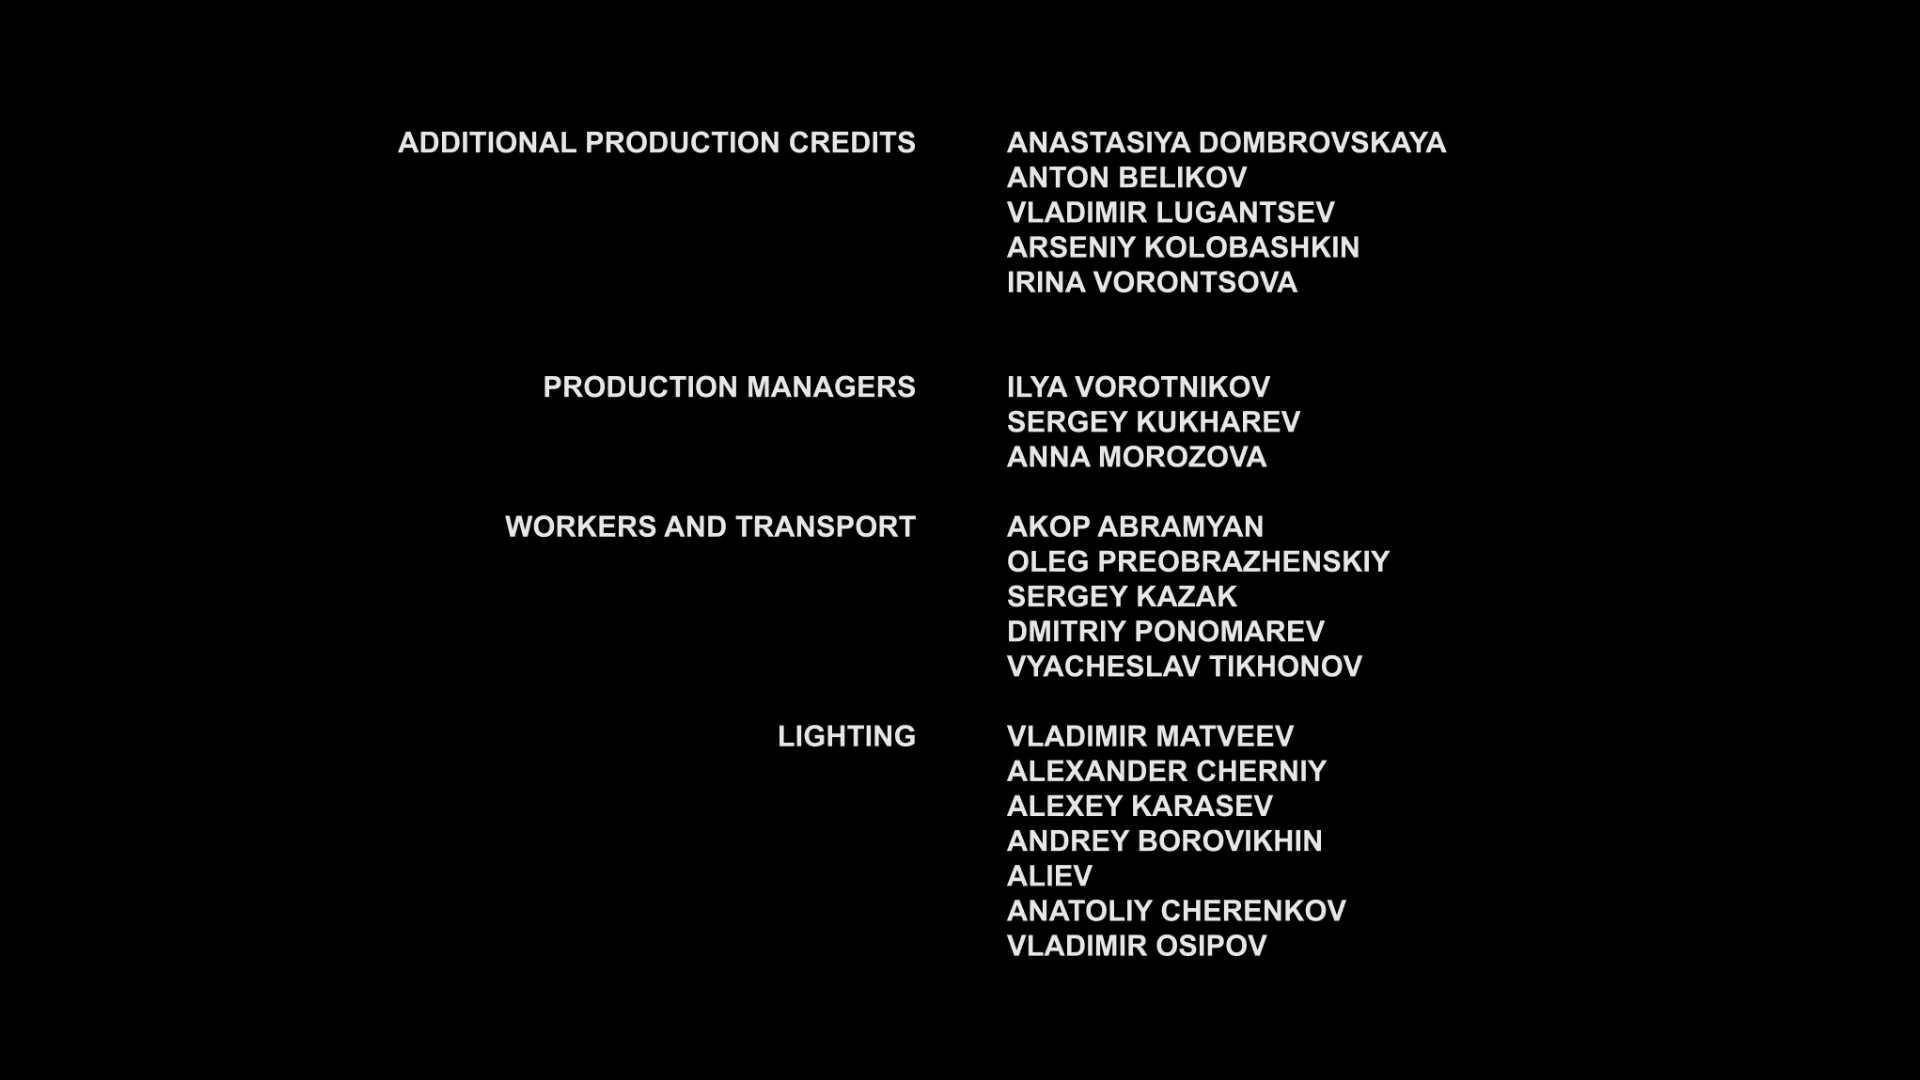 ADDITIONAL PRODUCTION CREDITS ANASTASIYA DOMBROVSKAYA
ANTON BELIKOV
VLADIMIR LUGANTSEV
ARSENIY KOLOBASHKIN
IRINA VORONTSOVA
PRODUCTION MANAGERS ILYA VOROTNIKOV
SERGEY KUKHAREV
ANNA MOROZOVA
WORKERS AND TRANSPORT AKOP ABRAMYAN
OLEG PREOBRAZHENSKIY
SERGEY KAZAK
DMITRIY PONOMAREV
VYACHESLAV TIKHONOV
LIGHTING VLADIMIR MATVEEV
ALEXANDER CHERNIY
ALEXEY KARASEV
ANDREY BOROVIKHIN
ALIEV
ANATOLIY CHERENKOV
VLADIMIR OSIPOV